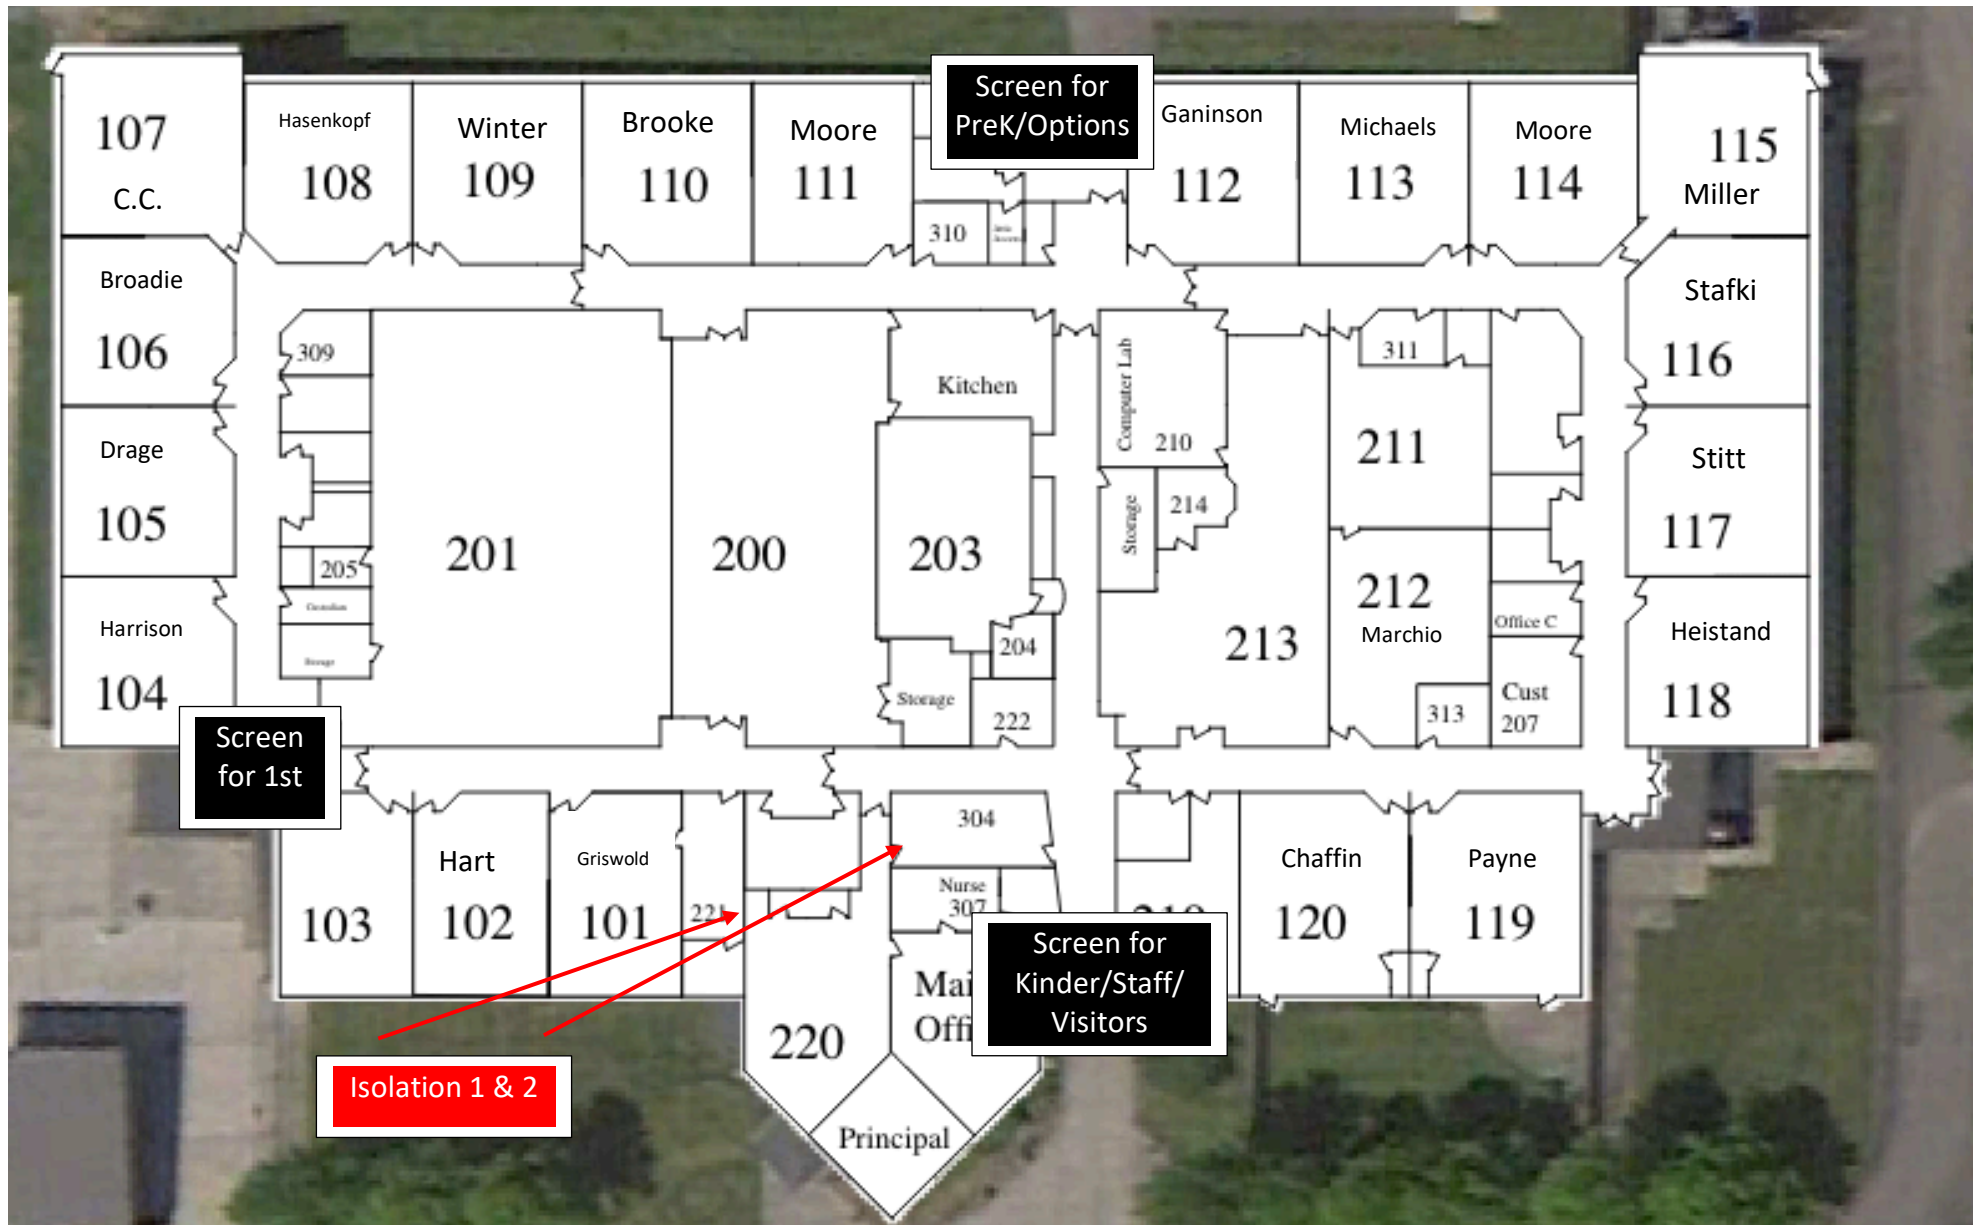 107
C.C.
Hasenkopf
108
Winter
109
Brooke
110
Moore
111
Screen for
PreK/Options
Ganinson
112
Michaels
113
Moore
114
115
Miller
310
Broadie
106
309
Kitchen
Computer Lab
210
311
211
Stafki
116
Drage
105
201
200
203
Storage
214
Stitt
117
205
Custodian
Storage
212
Marchio
213
Office C
Harrison
104
204
Storage
222
313
Cust
207
Heistand
118
Screen
for 1st
103
Hart
102
Griswold
101
221
304
Nurse
307
Chaffin
120
Payne
119
Screen for
Kinder/Staff/
Visitors
220
Isolation 1 & 2
Principal